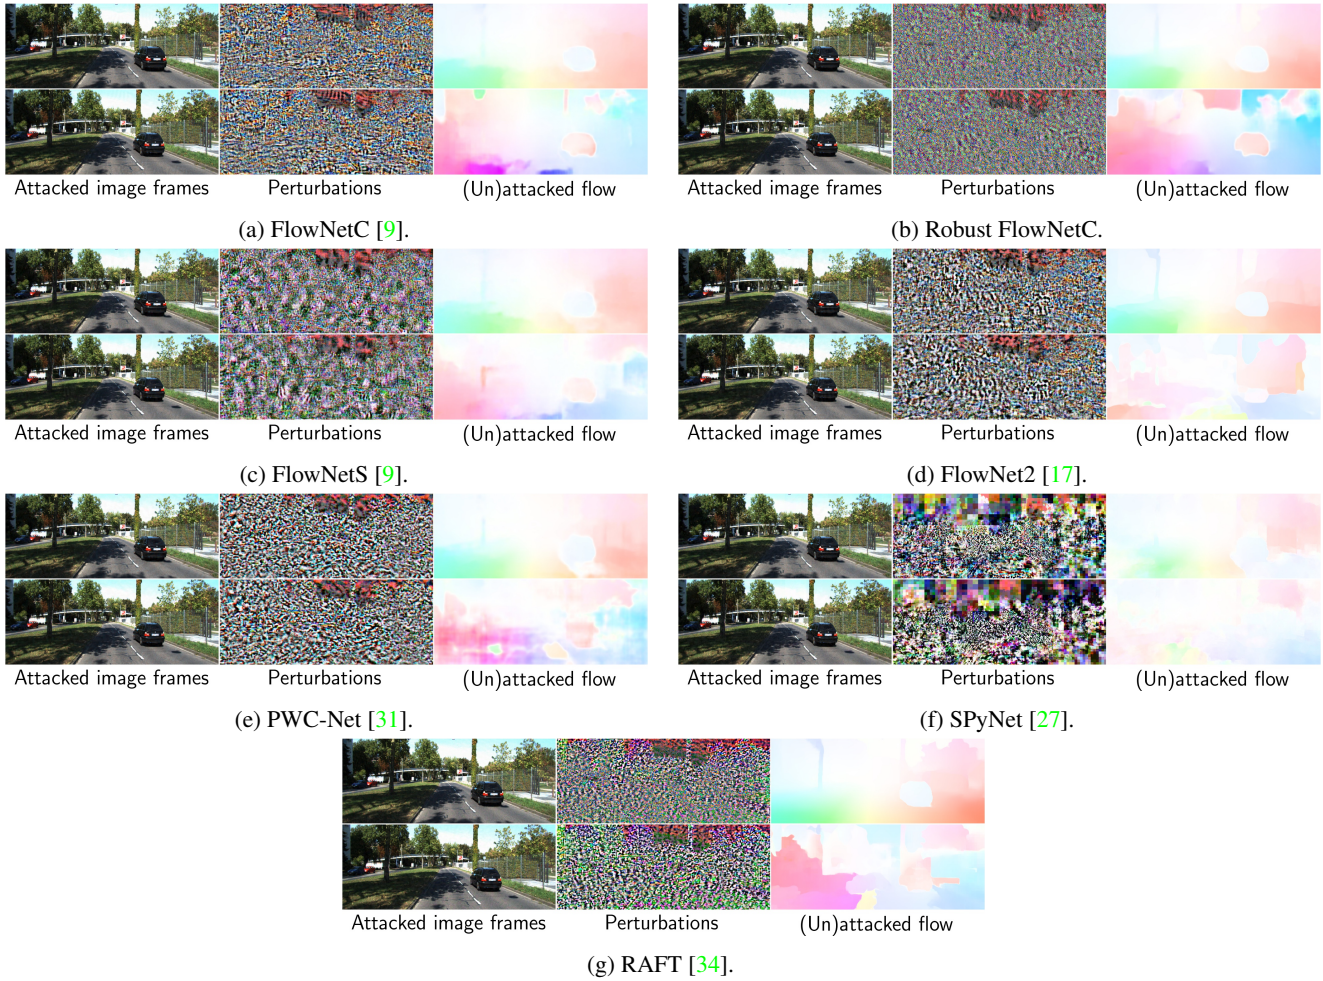 Attacked image frames Perturbations (Un)attacked flow
(a) FlowNetC [9].
Attacked image frames Perturbations (Un)attacked flow
(b) Robust FlowNetC.
Attacked image frames Perturbations (Un)attacked flow
(c) FlowNetS [9].
Attacked image frames Perturbations (Un)attacked flow
(d) FlowNet2 [17].
Attacked image frames Perturbations (Un)attacked flow
(e) PWC-Net [31].
Attacked image frames Perturbations (Un)attacked flow
(f) SPyNet [27].
Attacked image frames Perturbations (Un)attacked flow
(g) RAFT [34].